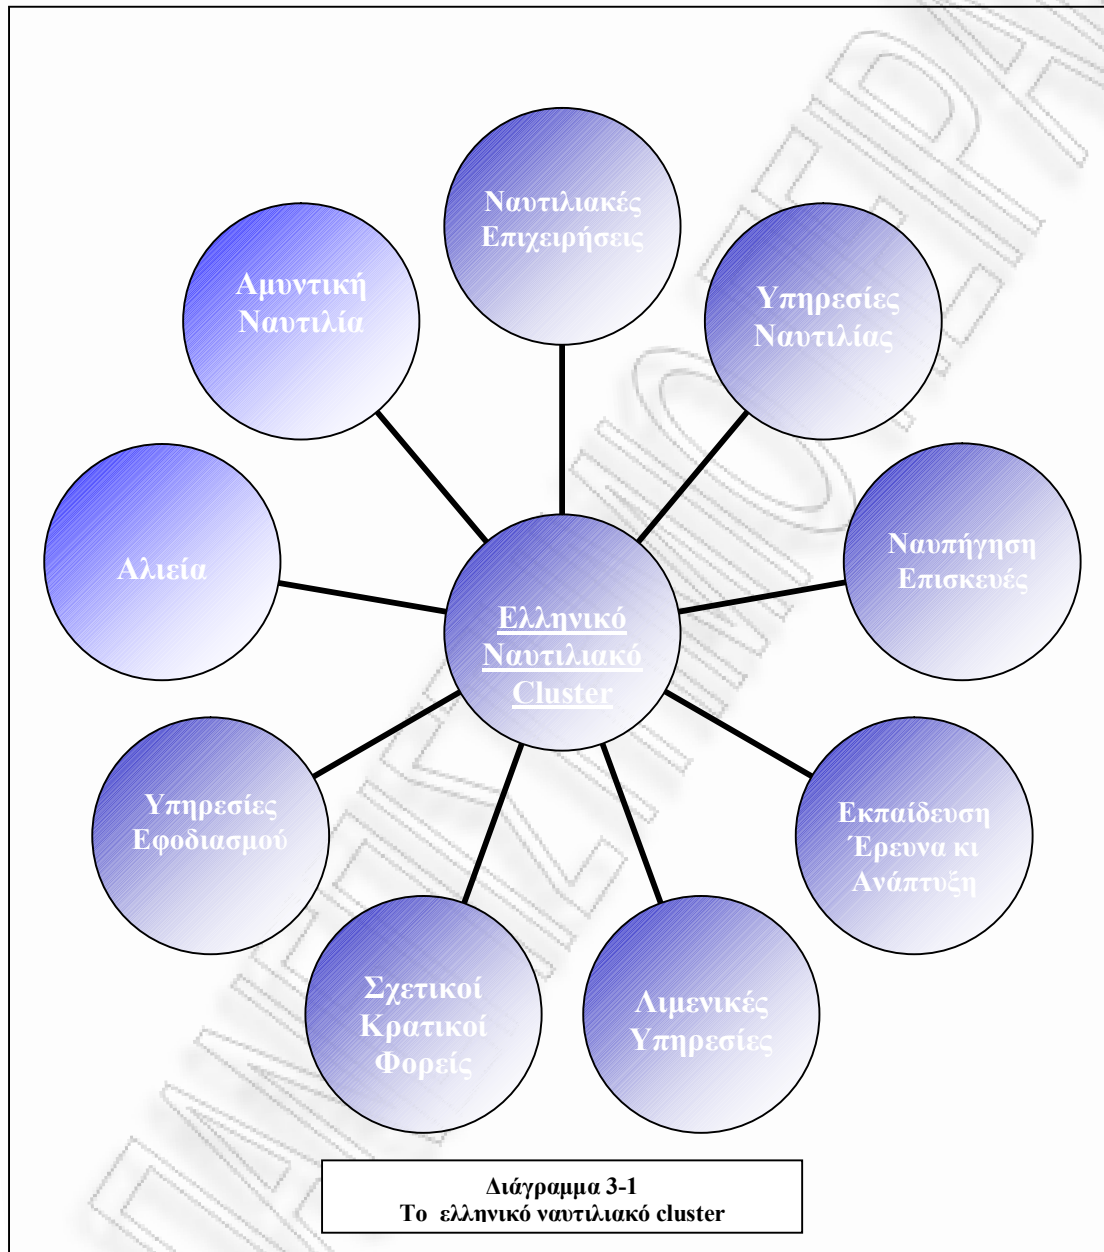 Ναυτιλιακές
Επιχειρήσεις
Υπηρεσίες
Ναυτιλίας
Ναυπήγηση
Επισκευές
Εκπαίδευση
Έρευνα κι
Ανάπτυξη
Λιμενικές
Υπηρεσίες
Σχετικοί
Κρατικοί
Φορείς
Υπηρεσίες
Εφοδιασμού
Αλιεία
Αμυντική
Ναυτιλία
Ελληνικό
Ναυτιλιακό
Cluster
Διάγραμμα 3-1
Το ελληνικό ναυτιλιακό cluster